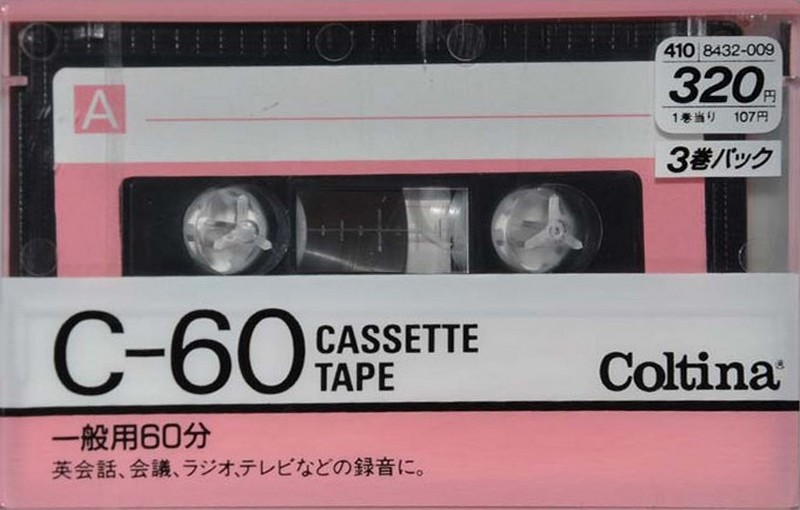 A
410 8432-009
320円
1巻当り 107円
3巻パック
C-60 CASSETTE
TAPE
Coltina
一般用60分
英会話、会議、ラジオ、テレビなどの録音に。